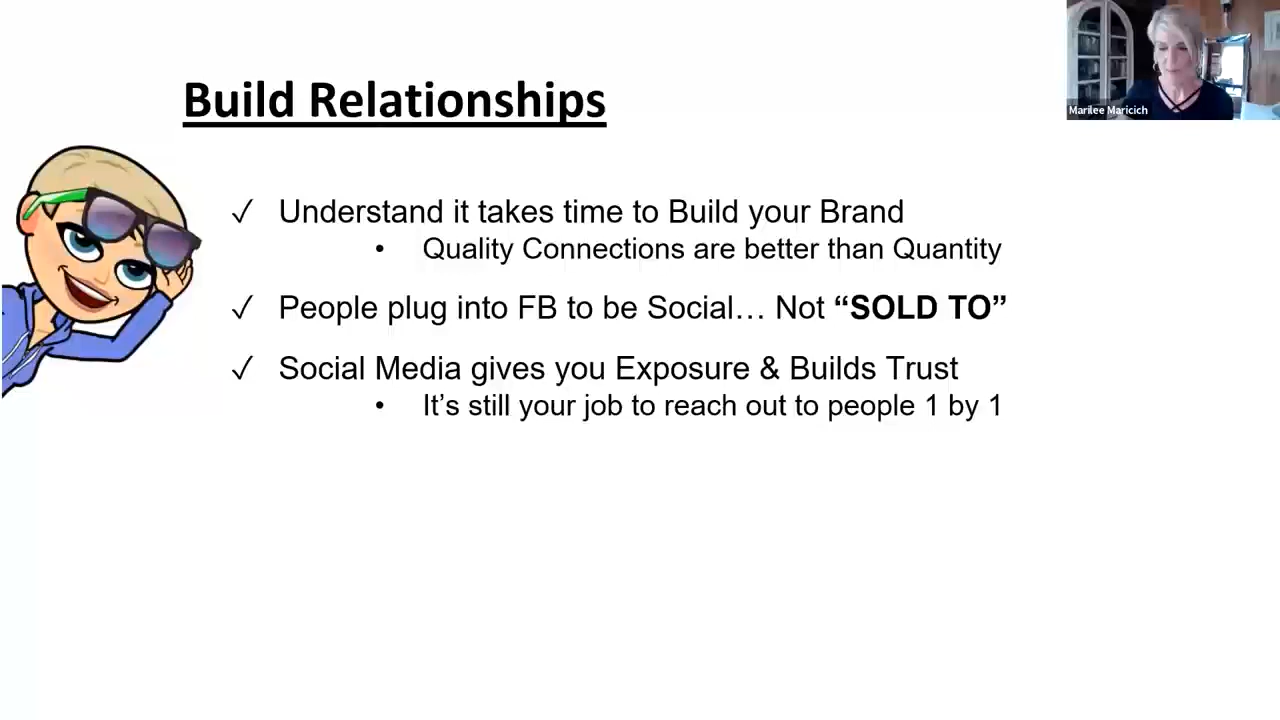 Marilee Maricich
Build Relationships
✓ Understand it takes time to Build your Brand
• Quality Connections are better than Quantity
✓ People plug into FB to be Social… Not “SOLD TO”
✓ Social Media gives you Exposure & Builds Trust
• It’s still your job to reach out to people 1 by 1